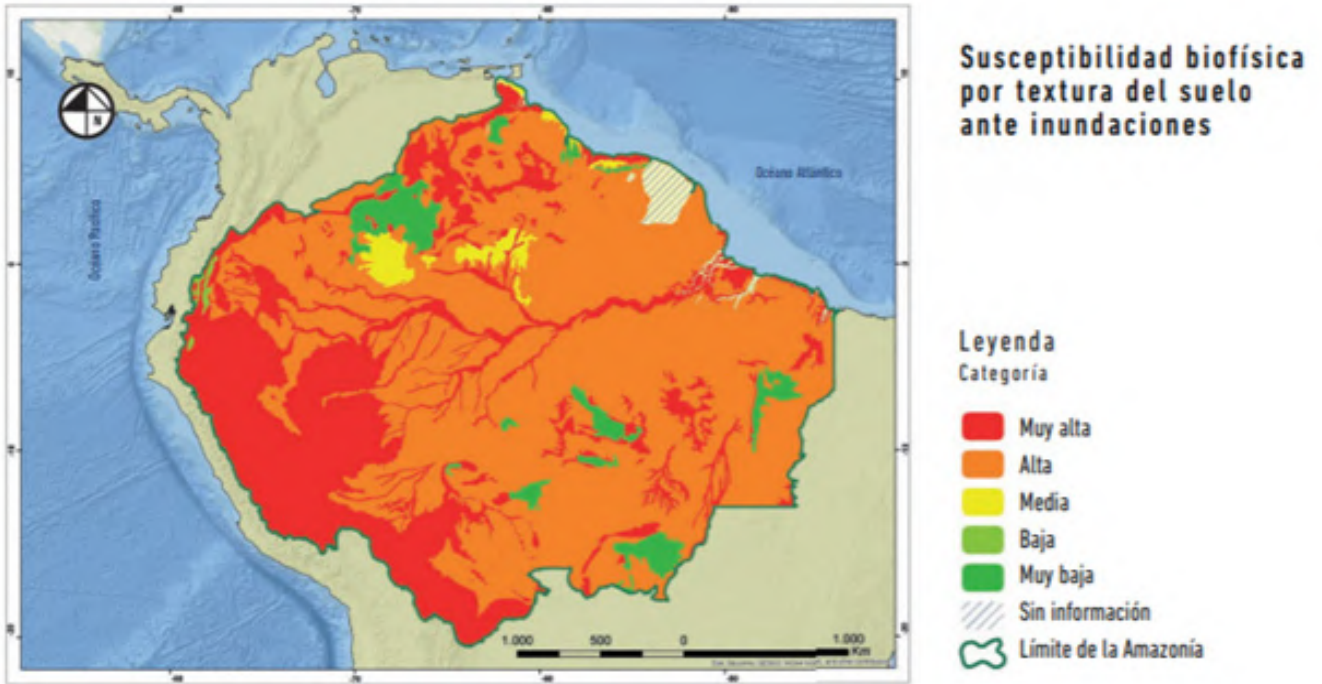 Susceptibilidad biofísica
por textura del suelo
ante inundaciones
Océano Atlántico
Océano Pacífico
N
Leyenda
Categoría
Muy alta
Alta
Media
Baja
Muy baja
Sin información
Límite de la Amazonía
1.000
500
0
1.000
Km